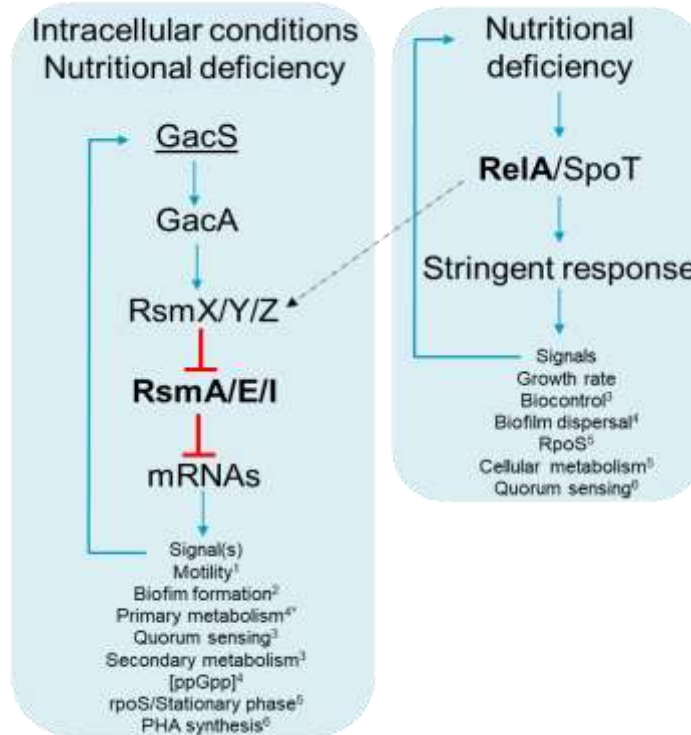 Intracellular conditions
Nutritional deficiency
GacS
GacA
RsmX/Y/Z
RsmA/E/I
mRNAs
Signal(s)
Motility¹
Biofim formation²
Primary metabolism⁴*
Quorum sensing³
Secondary metabolism³
[ppGpp]⁴
rpoS/Stationary phase⁵
PHA synthesis⁶
Nutritional
deficiency
RelA/SpoT
Stringent response
Signals
Growth rate
Biocontrol³
Biofilm dispersal⁴
RpoS⁵
Cellular metabolism⁵
Quorum sensing⁶